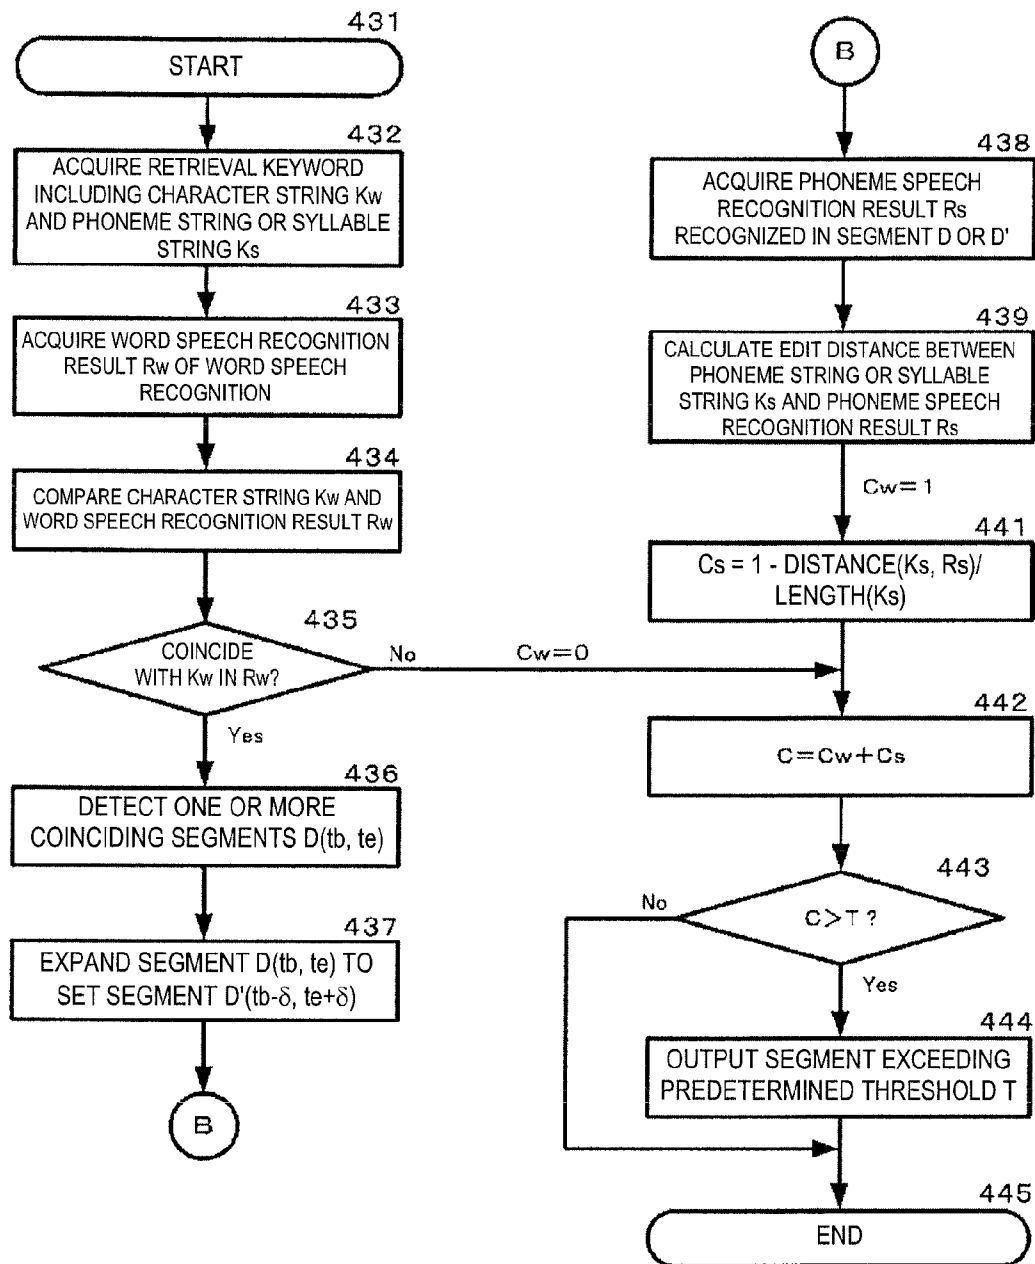 431
START
432
ACQUIRE RETRIEVAL KEYWORD
INCLUDING CHARACTER STRING Kw
AND PHONEME STRING OR SYLLABLE
STRING Ks
433
ACQUIRE WORD SPEECH RECOGNITION
RESULT Rw OF WORD SPEECH
RECOGNITION
434
COMPARE CHARACTER STRING Kw AND
WORD SPEECH RECOGNITION RESULT Rw
435
COINCIDE
WITH Kw IN Rw?
No
Cw=0
Yes
436
DETECT ONE OR MORE
COINCIDING SEGMENTS D(tb, te)
437
EXPAND SEGMENT D(tb, te) TO
SET SEGMENT D'(tb-δ, te+δ)
B
B
438
ACQUIRE PHONEME SPEECH
RECOGNITION RESULT Rs
RECOGNIZED IN SEGMENT D OR D'
439
CALCULATE EDIT DISTANCE BETWEEN
PHONEME STRING OR SYLLABLE
STRING Ks AND PHONEME SPEECH
RECOGNITION RESULT Rs
Cw=1
441
Cs = 1 - DISTANCE(Ks, Rs)/
LENGTH(Ks)
442
C=Cw+Cs
443
C>T ?
No
Yes
444
OUTPUT SEGMENT EXCEEDING
PREDETERMINED THRESHOLD T
445
END